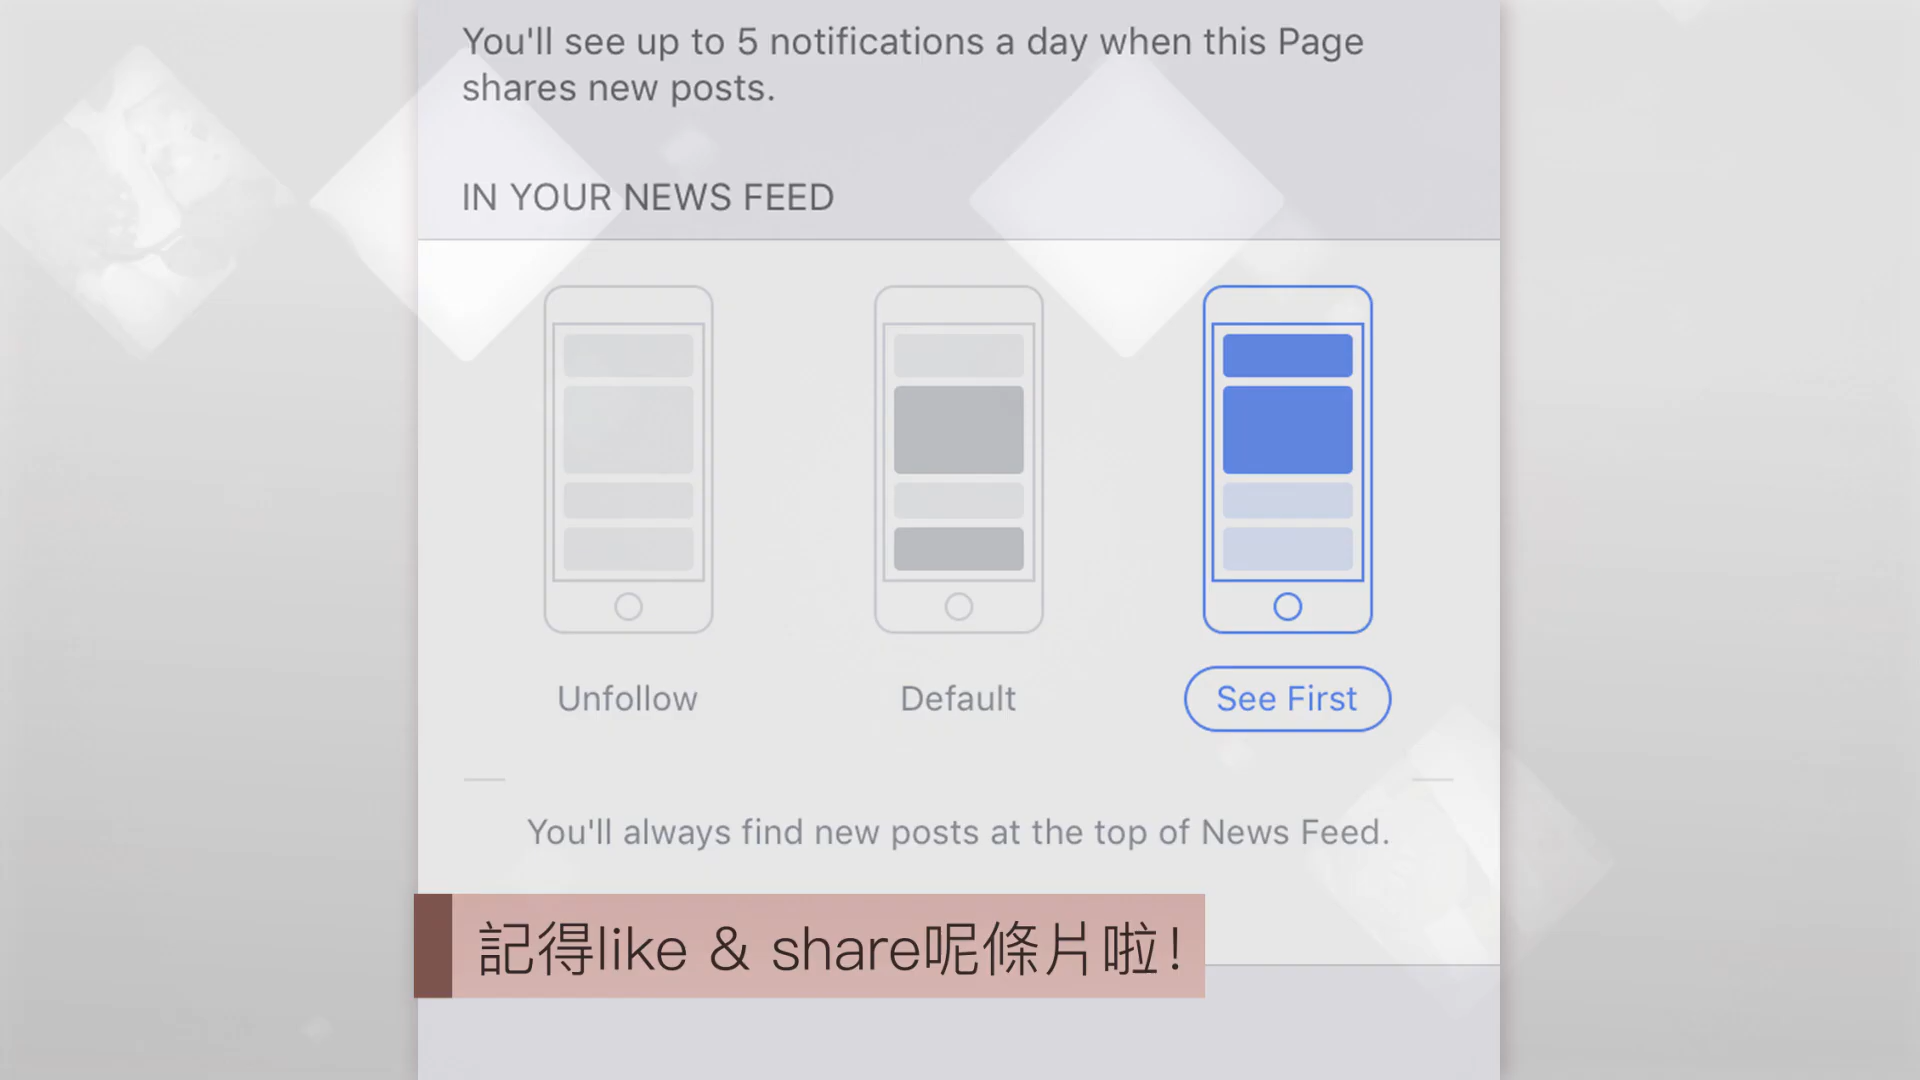 You'll see up to 5 notifications a day when this Page
shares new posts.
IN YOUR NEWS FEED
Unfollow
Default
See First
You'll always find new posts at the top of News Feed.
記得like & share呢條片啦!